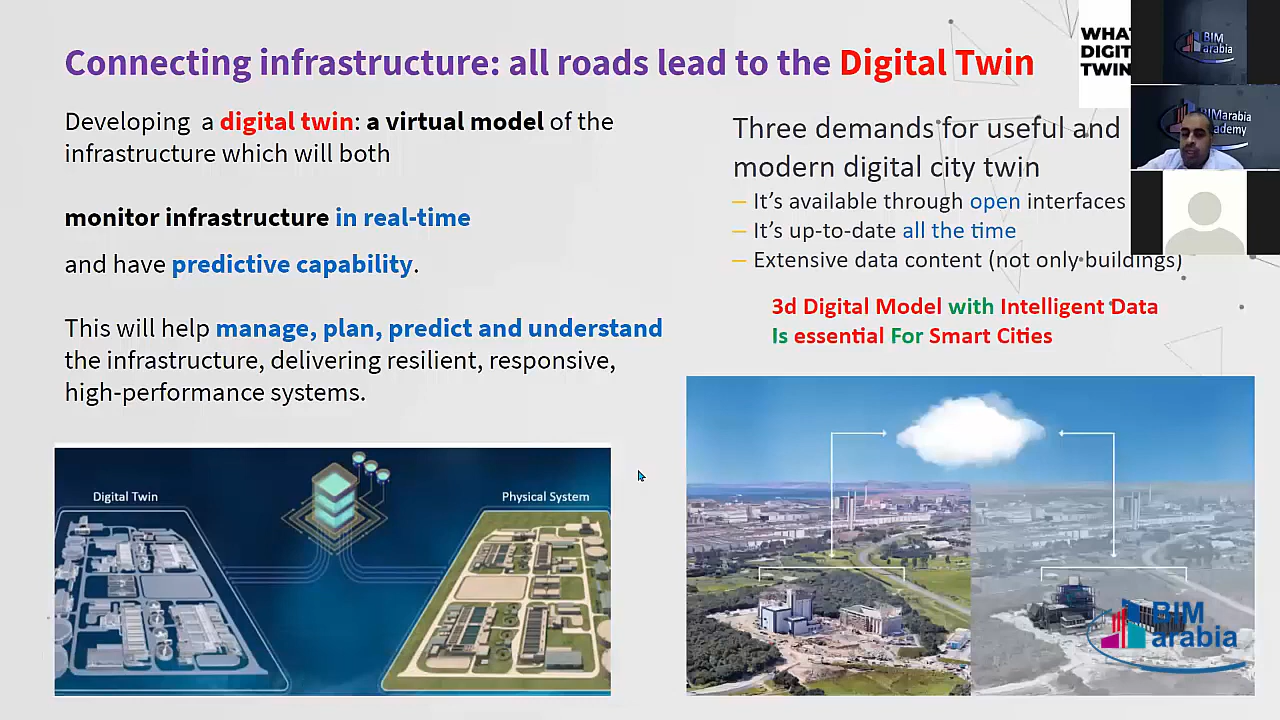 Connecting infrastructure: all roads lead to the Digital Twin
Developing a digital twin: a virtual model of the
infrastructure which will both
monitor infrastructure in real-time
and have predictive capability.
This will help manage, plan, predict and understand
the infrastructure, delivering resilient, responsive,
high-performance systems.
Digital Twin
Physical System
WHAT
DIGIT
TWIN
Three demands for useful and
modern digital city twin
– It's available through open interfaces
– It's up-to-date all the time
– Extensive data content (not only buildings)
3d Digital Model with Intelligent Data
Is essential For Smart Cities
BIM
arabia
BIMarabia
BIM
arabia